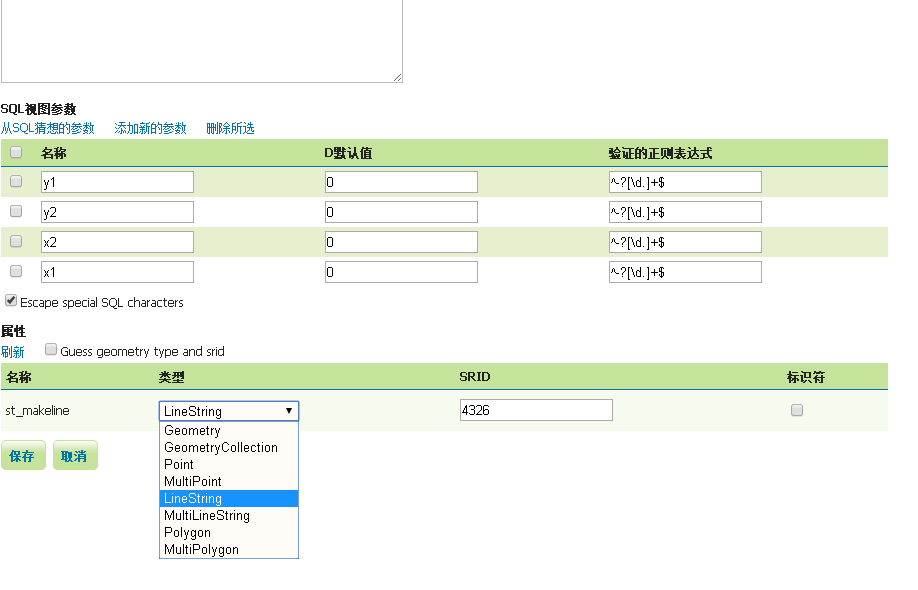 SQL视图参数
从SQL猜想的参数 添加新的参数 删除所选
名称 D默认值 验证的正则表达式
y1 0 ^-?[\d.]+$
y2 0 ^-?[\d.]+$
x2 0 ^-?[\d.]+$
x1 0 ^-?[\d.]+$
Escape special SQL characters
属性
刷新 Guess geometry type and srid
名称 类型 SRID 标识符
st_makeline LineString 4326
Geometry
GeometryCollection
Point
MultiPoint
LineString
MultiLineString
Polygon
MultiPolygon
保存 取消